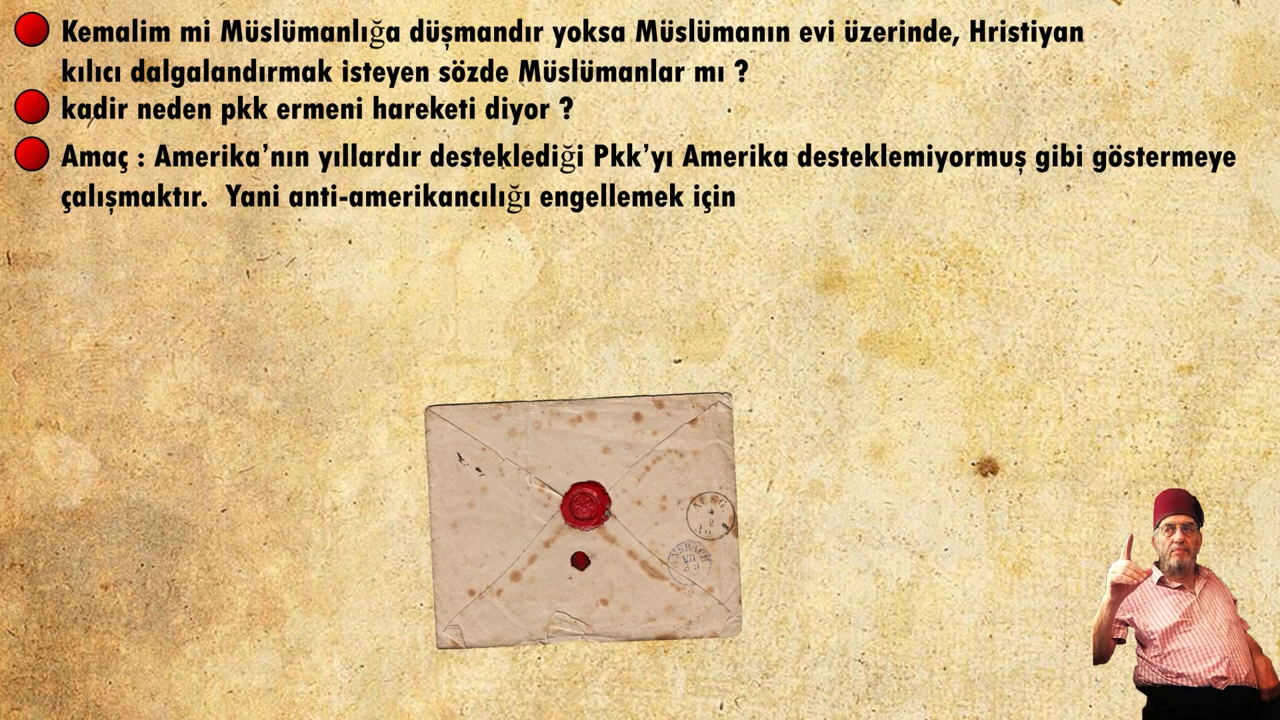 Kemalim mi Müslümanlığa düşmandır yoksa Müslümanın evi üzerinde, Hristiyan
kılıcı dalgalandırmak isteyen sözde Müslümanlar mı ?
kadir neden pkk ermeni hareketi diyor ?
Amaç : Amerika’nın yıllardır desteklediği Pkk’yı Amerika desteklemiyormuş gibi göstermeye
çalışmaktır. Yani anti-amerikancılığı engellemek için